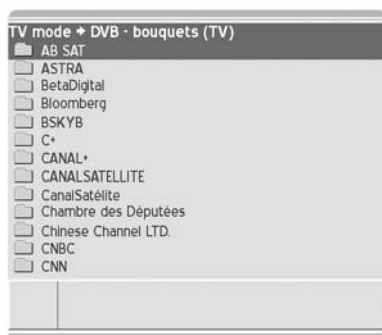 TV mode → DVB - bouquets (TV)
AB SAT
ASTRA
BetaDigital
Bloomberg
BSKYB
C+
CANAL+
CANALSATELLITE
CanalSatélite
Chambre des Députées
Chinese Channel LTD.
CNBC
CNN